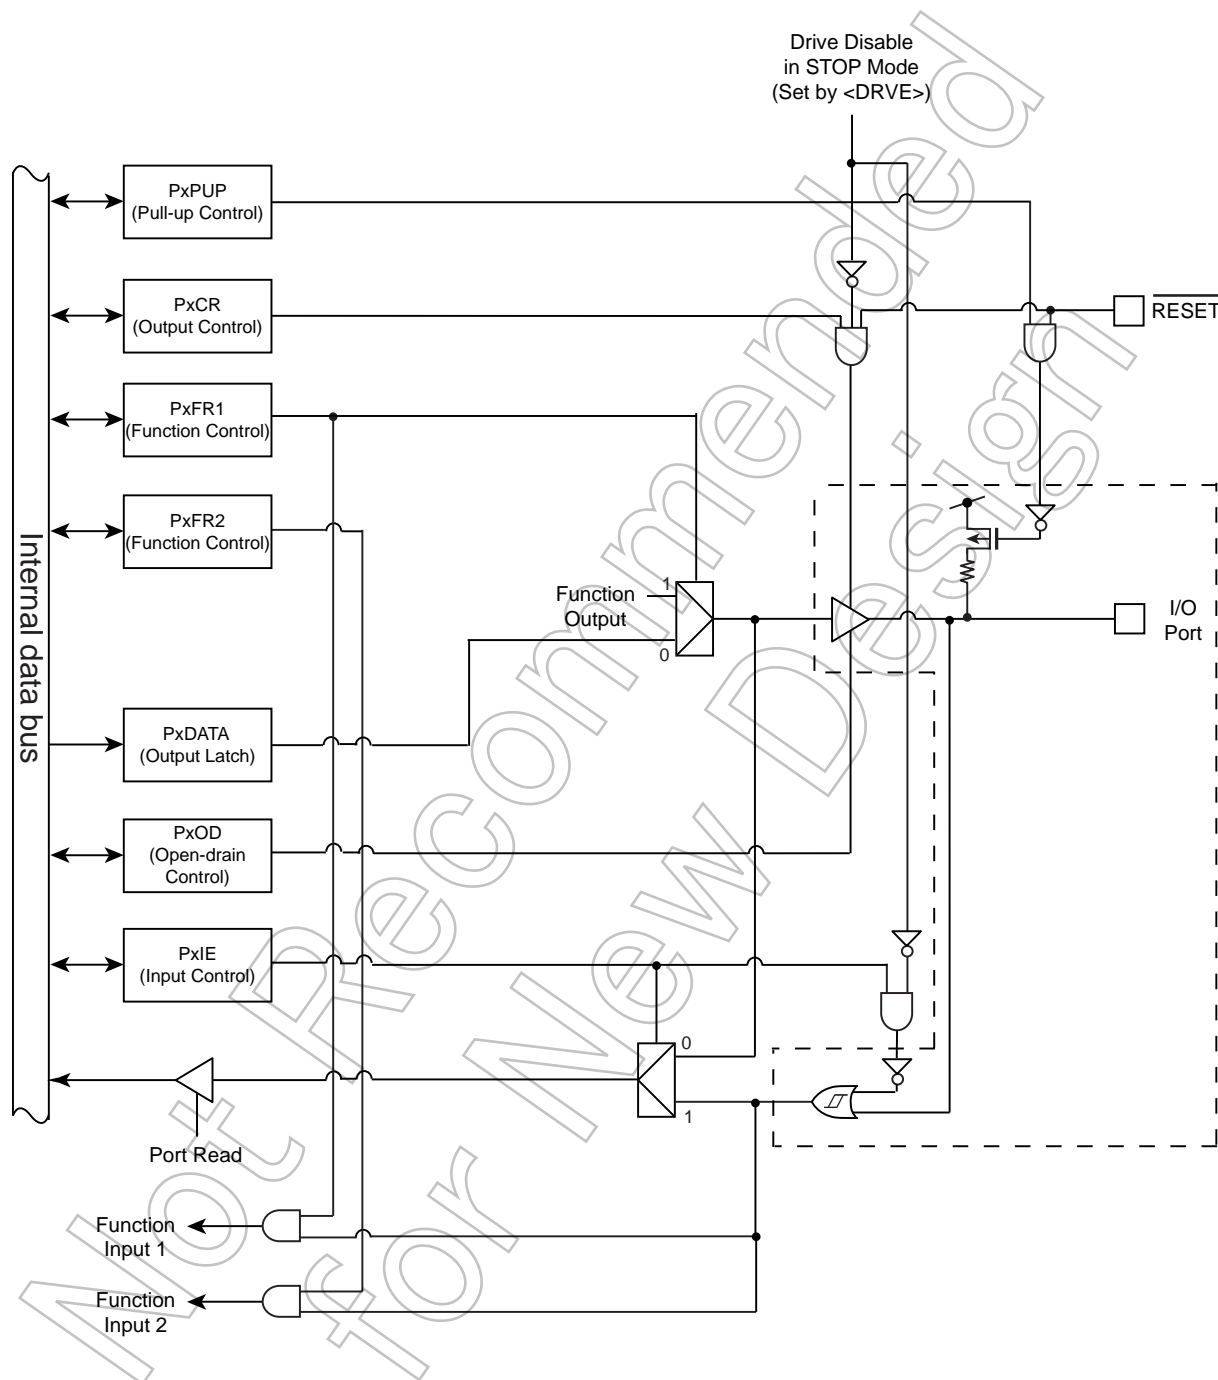 Drive Disable
in STOP Mode
(Set by <DRVE>)
PxPUP
(Pull-up Control)
PxCR
(Output Control)
RESET
PxFR1
(Function Control)
PxFR2
(Function Control)
Internal data bus
Function
Output
1
0
I/O
Port
PxDATA
(Output Latch)
PxOD
(Open-drain
Control)
PxIE
(Input Control)
0
1
Port Read
Function
Input 1
Function
Input 2
Not Recommended
for New Design